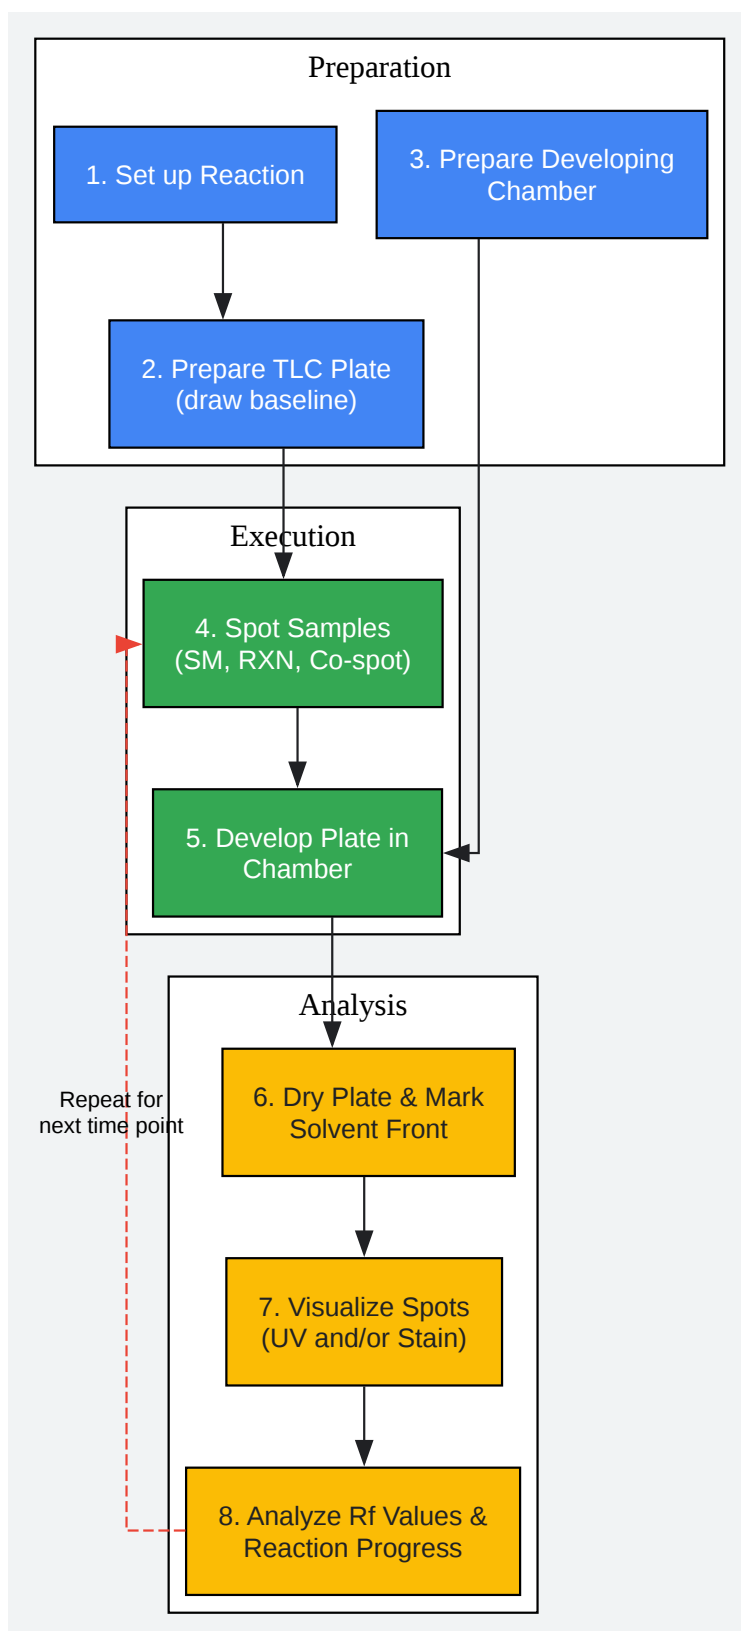 Preparation
1. Set up Reaction
3. Prepare Developing
Chamber
2. Prepare TLC Plate
(draw baseline)
Execution
4. Spot Samples
(SM, RXN, Co-spot)
5. Develop Plate in
Chamber
Analysis
6. Dry Plate & Mark
Solvent Front
Repeat for
next time point
7. Visualize Spots
(UV and/or Stain)
8. Analyze Rf Values &
Reaction Progress